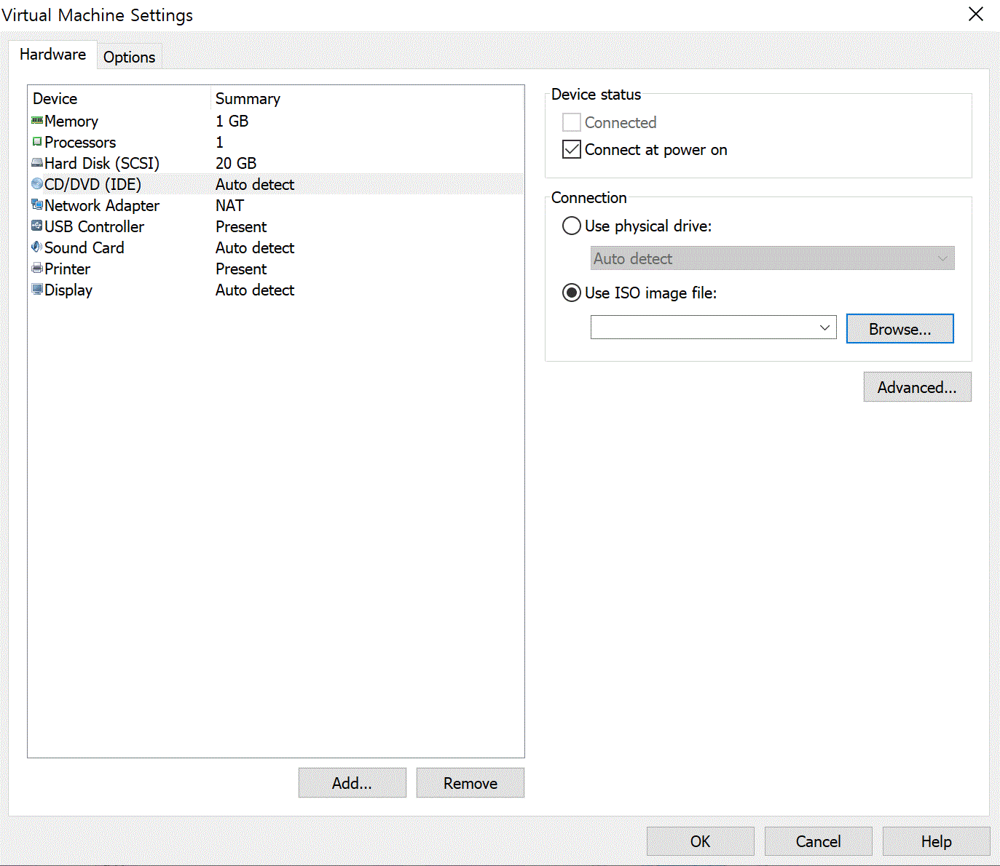 Virtual Machine Settings
Hardware
Options
Device Summary
Memory 1 GB
Processors 1
Hard Disk (SCSI) 20 GB
CD/DVD (IDE) Auto detect
Network Adapter NAT
USB Controller Present
Sound Card Auto detect
Printer Present
Display Auto detect
Add...
Remove
Device status
Connected
Connect at power on
Connection
Use physical drive:
Auto detect
Use ISO image file:
Browse...
Advanced...
OK
Cancel
Help